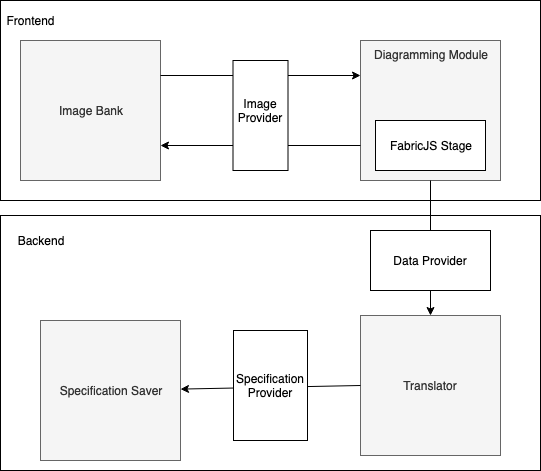 Frontend
Image Bank
Image
Provider
Diagramming Module
FabricJS Stage
Backend
Data Provider
Specification Saver
Specification
Provider
Translator